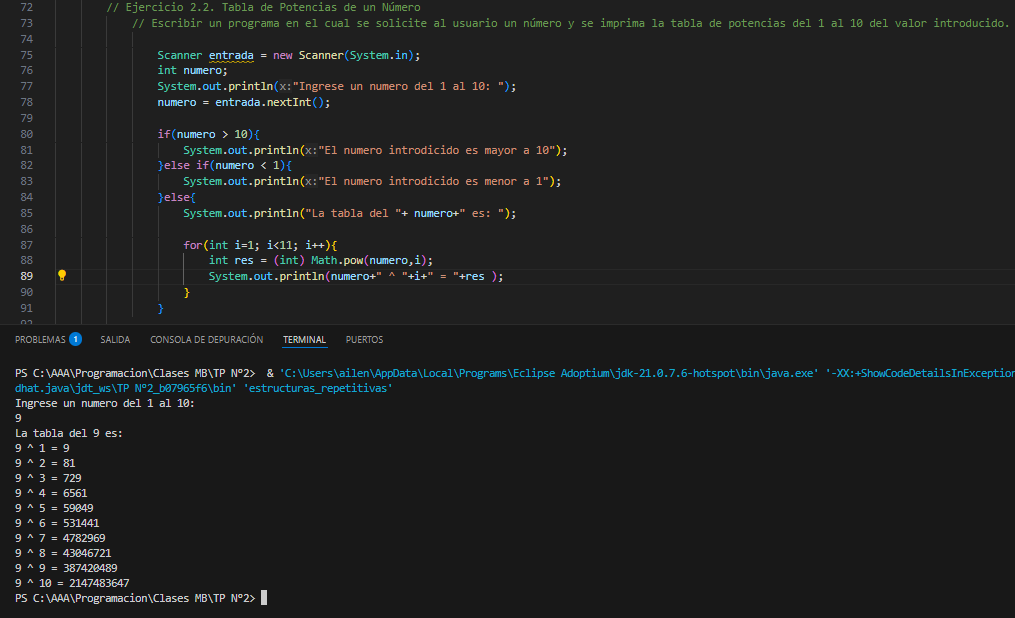 72 // Ejercicio 2.2. Tabla de Potencias de un Número
73 // Escribir un programa en el cual se solicite al usuario un número y se imprima la tabla de potencias del 1 al 10 del valor introducido.
74
75 Scanner entrada = new Scanner(System.in);
76 int numero;
77 System.out.println(x:"Ingrese un numero del 1 al 10: ");
78 numero = entrada.nextInt();
79
80 if(numero > 10){
81 System.out.println(x:"El numero introdicido es mayor a 10");
82 }else if(numero < 1){
83 System.out.println(x:"El numero introdicido es menor a 1");
84 }else{
85 System.out.println("La tabla del "+ numero+" es: ");
86
87 for(int i=1; i<11; i++){
88 int res = (int) Math.pow(numero,i);
89 System.out.println(numero+" ^ "+i+" = "+res );
90 }
91 }
92
PROBLEMAS 1 SALIDA CONSOLA DE DEPURACIÓN TERMINAL PUERTOS
PS C:\AAA\Programacion\Clases MB\TP Nº2> & 'C:\Users\ailen\AppData\Local\Programs\Eclipse Adoptium\jdk-21.0.7.6-hotspot\bin\java.exe' '-XX:+ShowCodeDetailsInException
dhat.java\jdt_ws\TP Nº2_b07965f6\bin' 'estructuras_repetitivas'
Ingrese un numero del 1 al 10:
9
La tabla del 9 es:
9 ^ 1 = 9
9 ^ 2 = 81
9 ^ 3 = 729
9 ^ 4 = 6561
9 ^ 5 = 59049
9 ^ 6 = 531441
9 ^ 7 = 4782969
9 ^ 8 = 43046721
9 ^ 9 = 387420489
9 ^ 10 = 2147483647
PS C:\AAA\Programacion\Clases MB\TP Nº2>